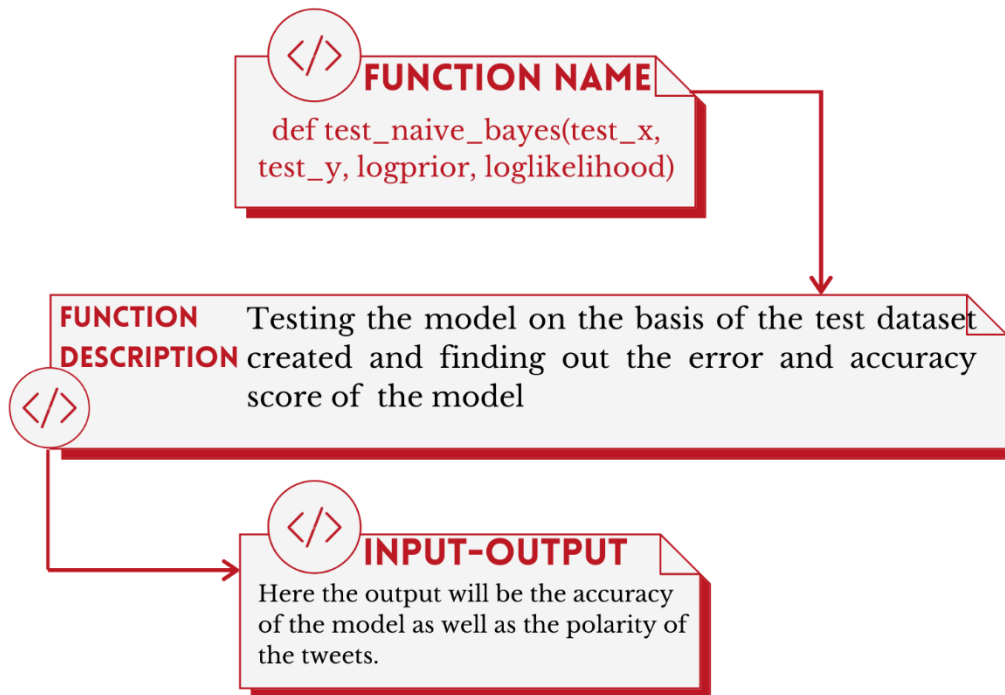 </>
FUNCTION NAME
def test_naive_bayes(test_x,
test_y, logprior, loglikelihood)
FUNCTION
DESCRIPTION
Testing the model on the basis of the test dataset
created and finding out the error and accuracy
score of the model
</>
</>
INPUT-OUTPUT
Here the output will be the accuracy
of the model as well as the polarity of
the tweets.